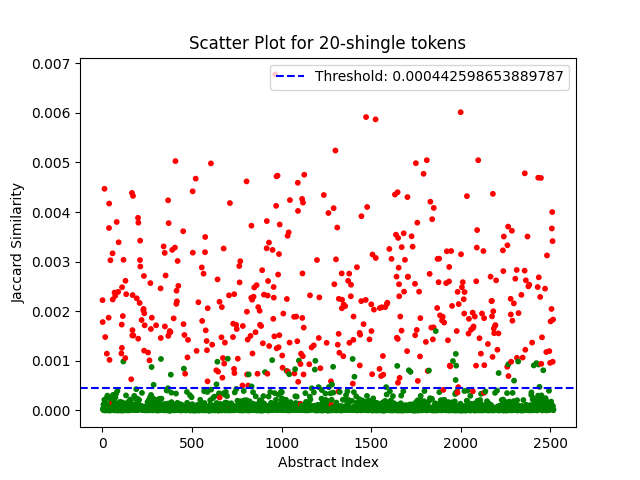 Scatter Plot for 20-shingle tokens
Threshold: 0.000442598653889787
Jaccard Similarity
0.007
0.006
0.005
0.004
0.003
0.002
0.001
0.000
0 500 1000 1500 2000 2500
Abstract Index